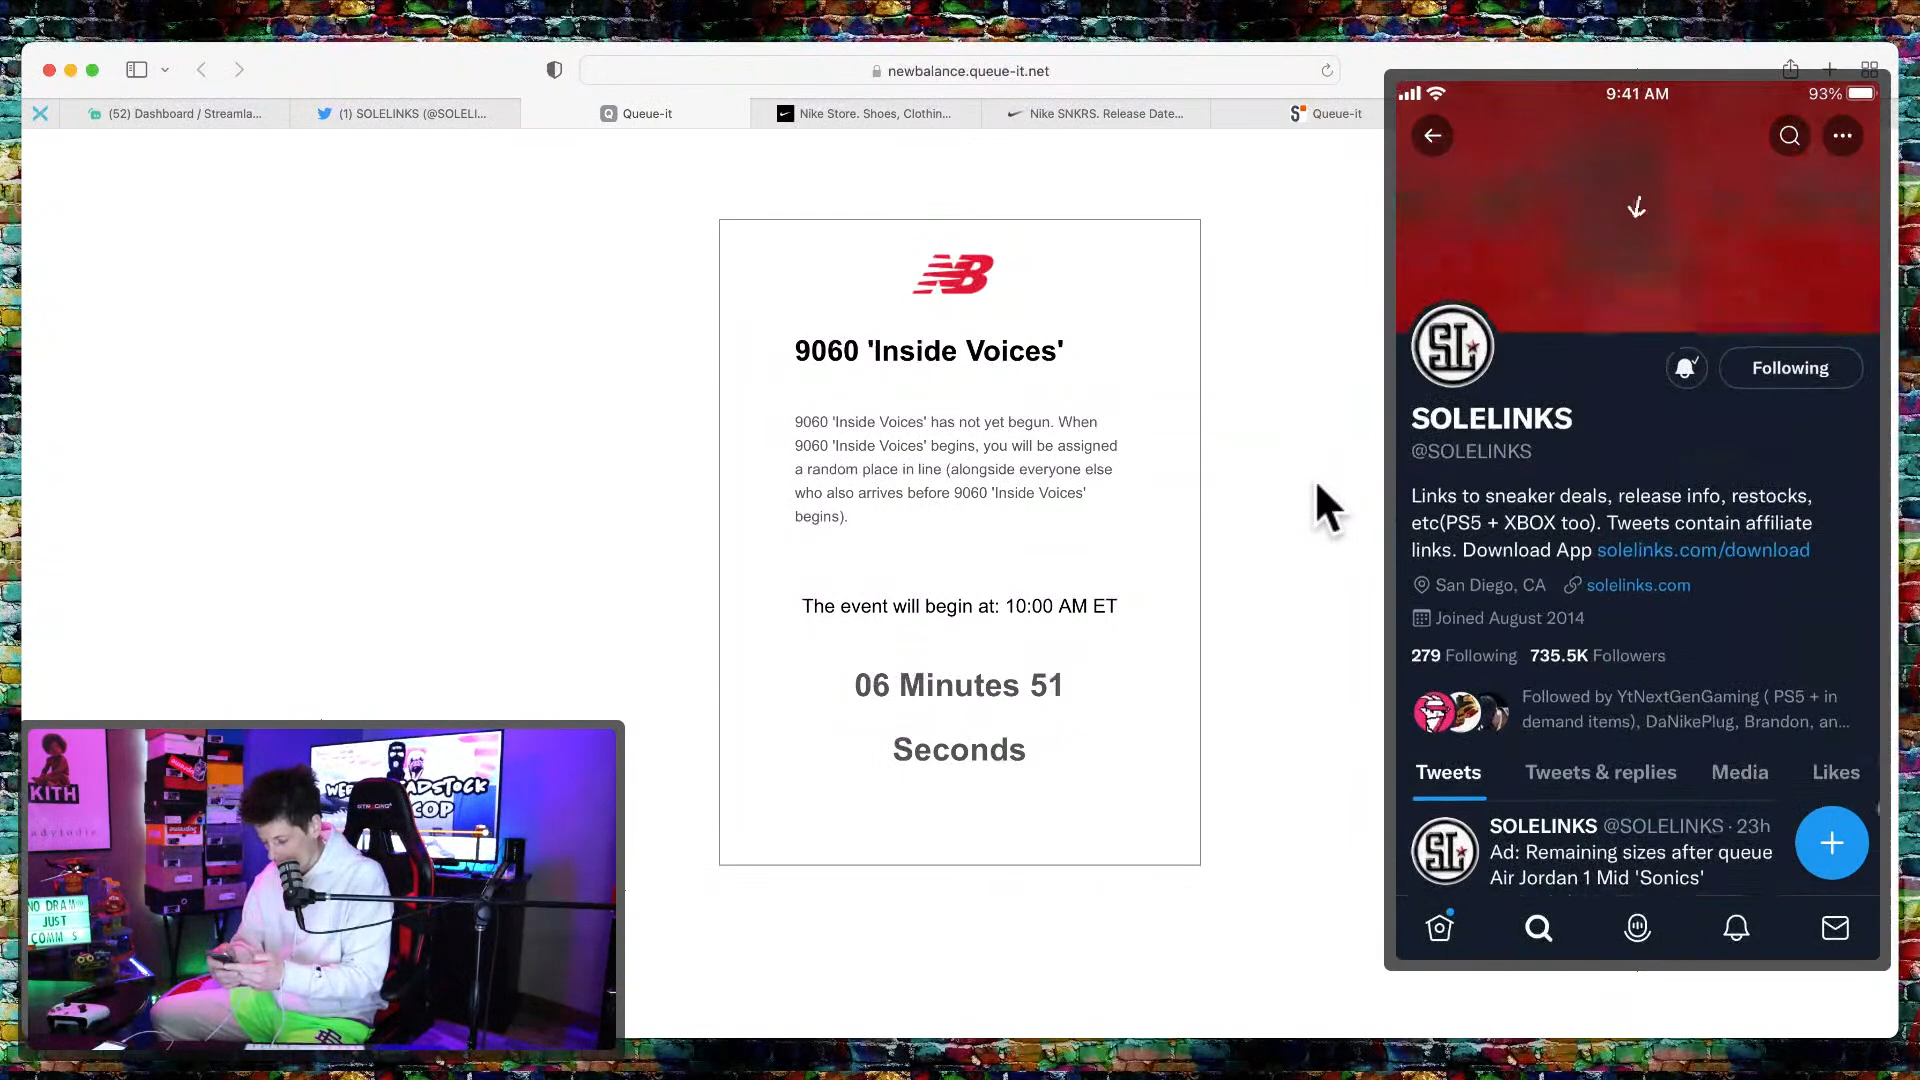 newbalance.queue-it.net
(52) Dashboard / Streamla...
(1) SOLELINKS (@SOLELI...
Queue-it
Nike Store. Shoes, Clothin...
Nike SNKRS. Release Date...
Queue-it
9060 'Inside Voices'
9060 'Inside Voices' has not yet begun. When
9060 'Inside Voices' begins, you will be assigned
a random place in line (alongside everyone else
who also arrives before 9060 'Inside Voices'
begins).
The event will begin at: 10:00 AM ET
06 Minutes 51
Seconds
9:41 AM
93%
Following
SOLELINKS
@SOLELINKS
Links to sneaker deals, release info, restocks,
etc(PS5 + XBOX too). Tweets contain affiliate
links. Download App solelinks.com/download
San Diego, CA
solelinks.com
Joined August 2014
279 Following 735.5K Followers
Followed by YtNextGenGaming ( PS5 + in
demand items), DaNikePlug, Brandon, an...
Tweets
Tweets & replies
Media
Likes
SOLELINKS @SOLELINKS · 23h
Ad: Remaining sizes after queue
Air Jordan 1 Mid 'Sonics'
KITH
NO DRAM
JUST
COMM S
COP